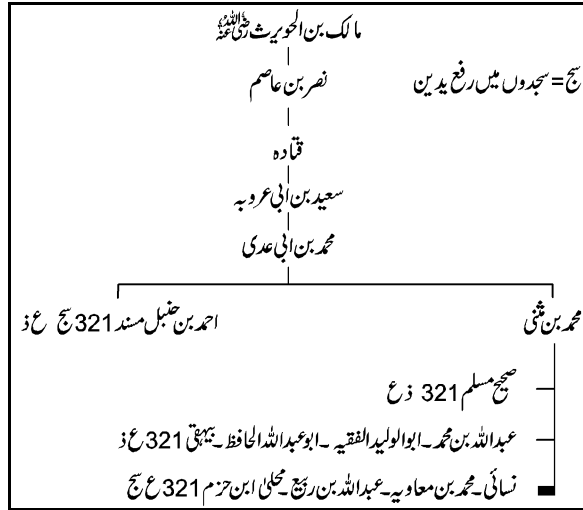 مالک بن الحویرث رضی اللہ عنہ
سج = سجدوں میں رفع یدین
نصر بن عاصم
قتادہ
سعید بن ابی عروبہ
محمد بن ابی عدی
محمد بن مثنی
احمد بن حنبل مسند 321 سج ع ذ
صحیح مسلم 321 ذ ع
عبداللہ بن محمد۔ ابوالولید الفقیہ۔ ابوعبداللہ الحافظ۔ بیہقی 321 ع ذ
نسائی۔ محمد بن معاویہ۔ عبداللہ بن ربیع۔ محلیٰ ابن حزم 321 ع سج